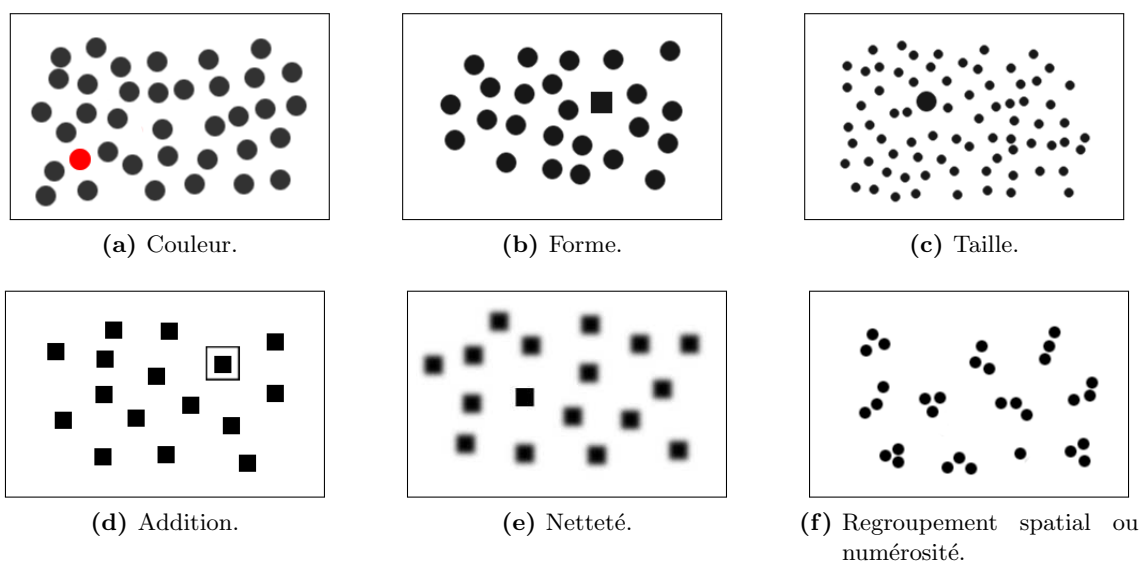 (a) Couleur.
(b) Forme.
(c) Taille.
(d) Addition.
(e) Netteté.
(f) Regroupement spatial ou
numérosité.